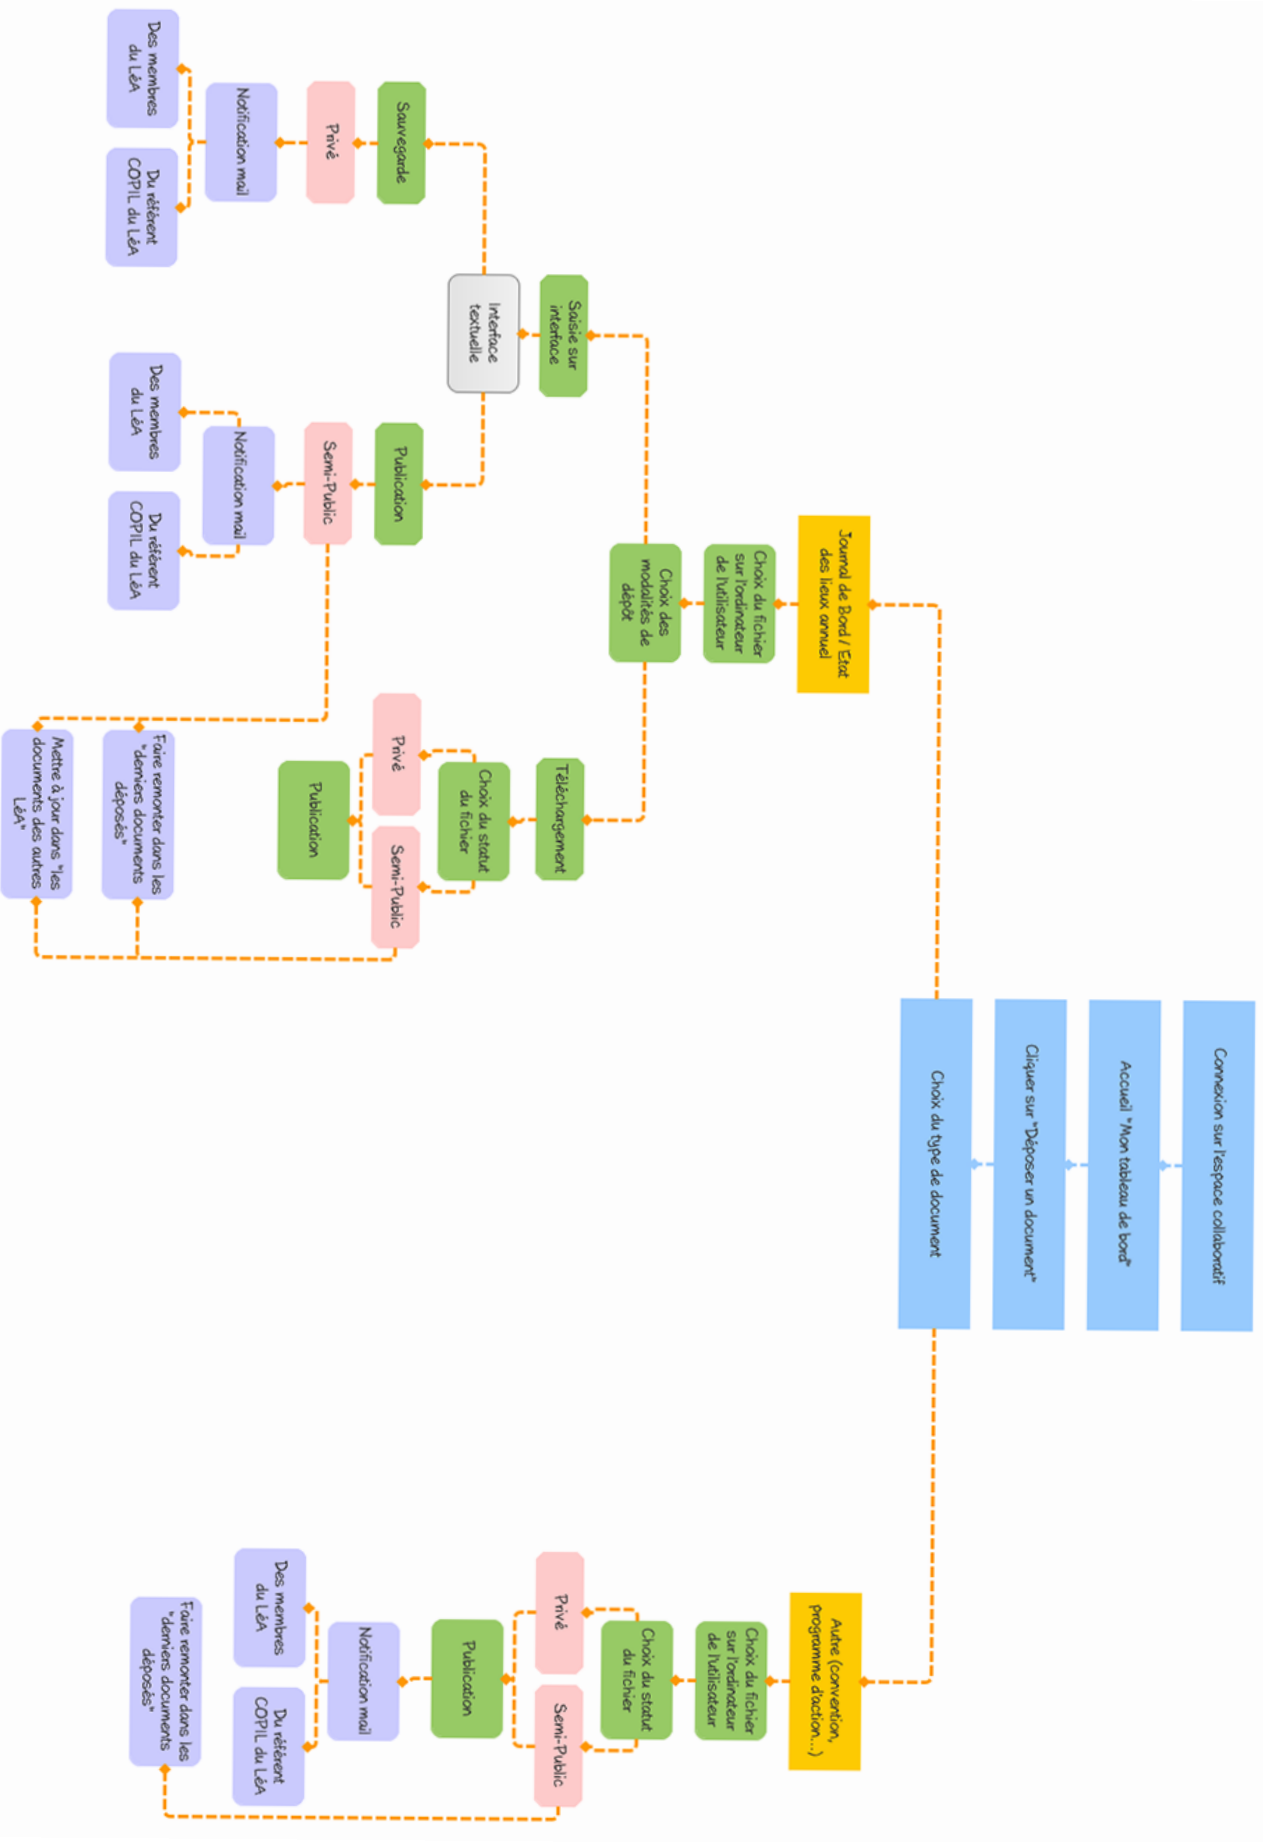 Connexion sur l'espace collaboratif
Accueil "Mon tableau de bord"
Cliquer sur "Déposer un document"
Choix du type de document
Journal de Bord / Etat
des lieux annuel
Choix du fichier
sur l'ordinateur
de l'utilisateur
Choix des
modalités de
dépôt
Saisie sur
interface
Interface
textuelle
Sauvegarde
Privé
Notification mail
Des membres
du LéA
Du référent
COPIL du LéA
Publication
Semi-Public
Notification mail
Des membres
du LéA
Du référent
COPIL du LéA
Téléchargement
Choix du statut
du fichier
Privé
Semi-Public
Publication
Faire remonter dans les
"derniers documents
déposés"
Mettre à jour dans "les
documents des autres
LéA"
Autre (convention,
programme d'action...)
Choix du fichier
sur l'ordinateur
de l'utilisateur
Choix du statut
du fichier
Privé
Semi-Public
Publication
Notification mail
Des membres
du LéA
Du référent
COPIL du LéA
Faire remonter dans les
"derniers documents
déposés"